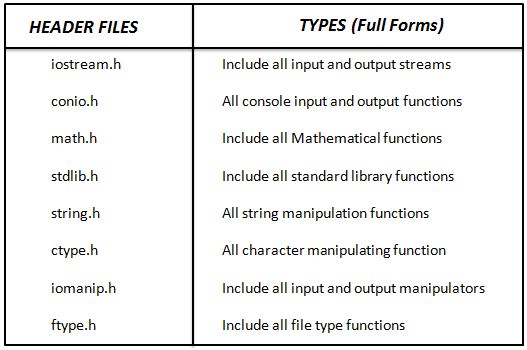 HEADER FILES TYPES (Full Forms)
iostream.h Include all input and output streams
conio.h All console input and output functions
math.h Include all Mathematical functions
stdlib.h Include all standard library functions
string.h All string manipulation functions
ctype.h All character manipulating function
iomanip.h Include all input and output manipulators
ftype.h Include all file type functions